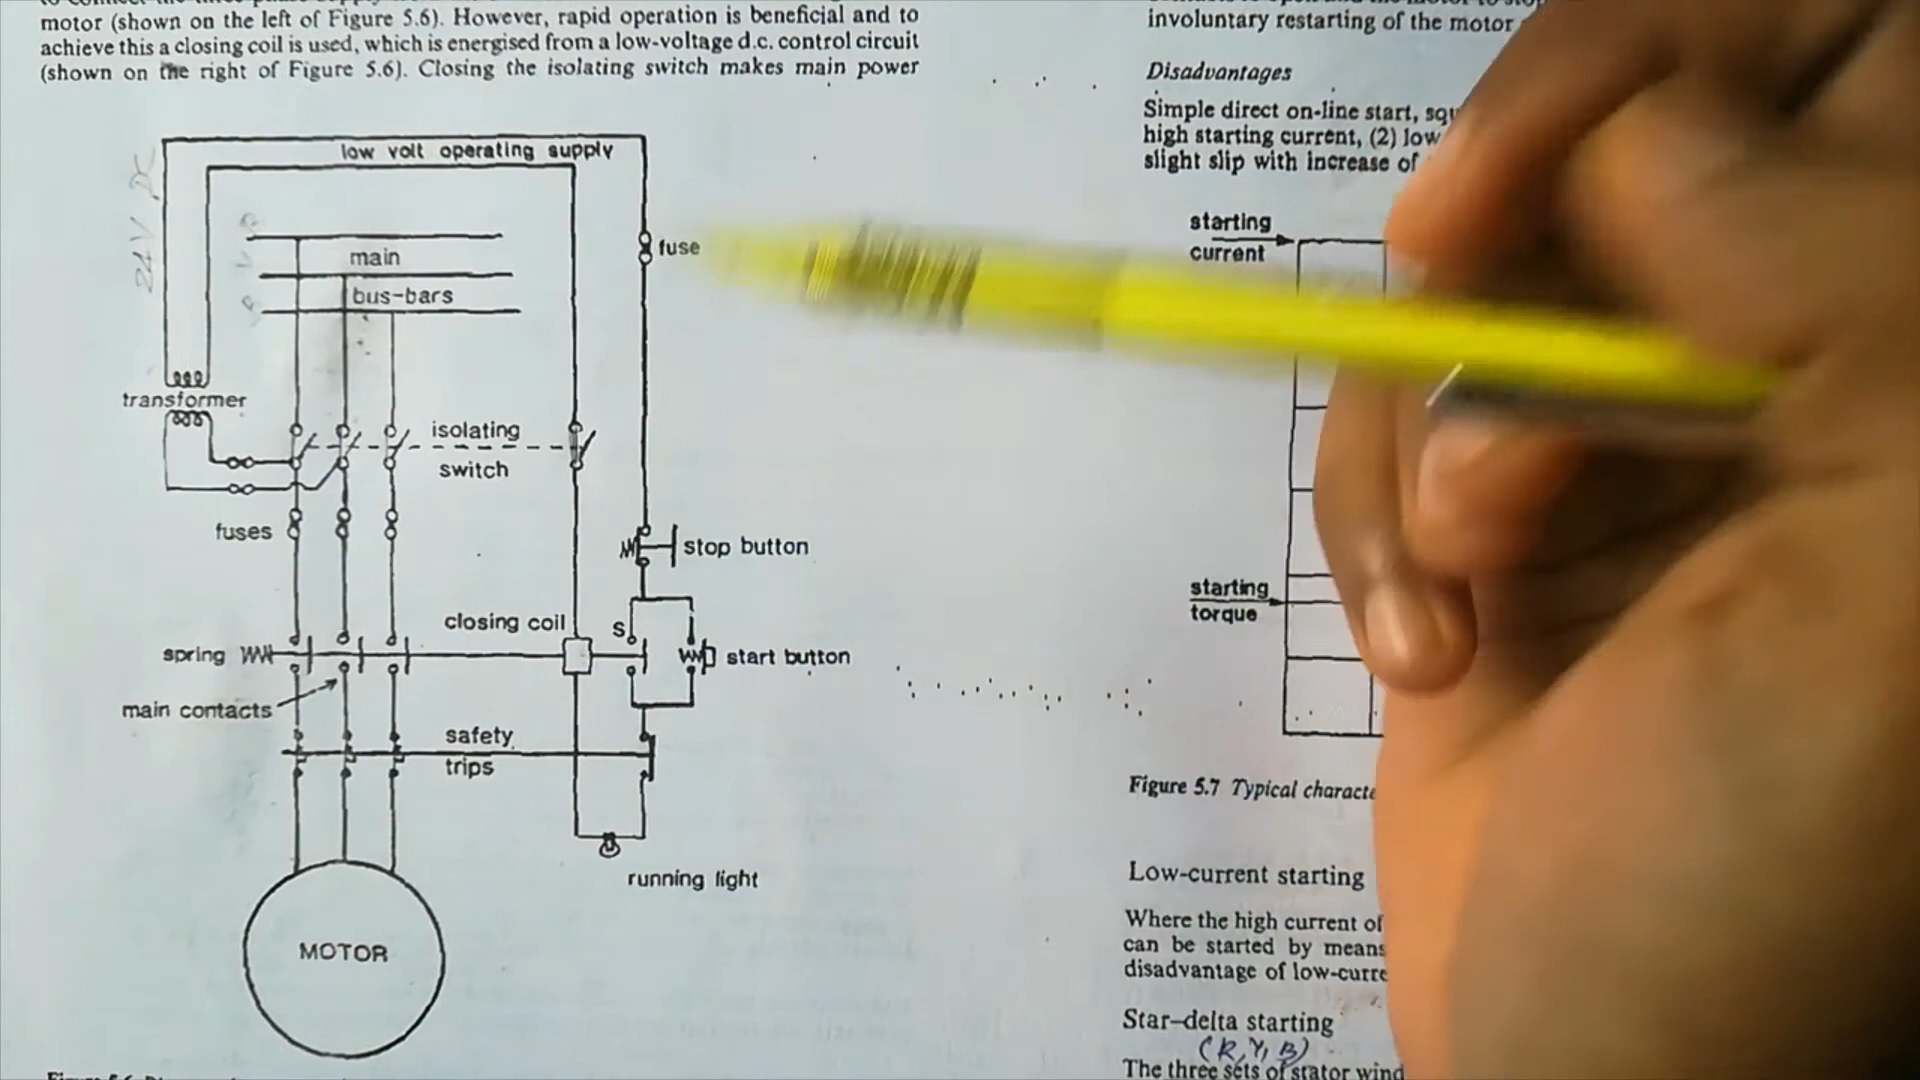 motor (shown on the left of Figure 5.6). However, rapid operation is beneficial and to
achieve this a closing coil is used, which is energised from a low-voltage d.c. control circuit
(shown on the right of Figure 5.6). Closing the isolating switch makes main power
low volt operating supply
24V DC
fuse
main
bus-bars
transformer
isolating
switch
fuses
stop button
closing coil
S
spring
start button
main contacts
safety
trips
running light
MOTOR
involuntary restarting of the motor
Disadvantages
Simple direct on-line start,
high starting current, (2) low
slight slip with increase of
starting
current
starting
torque
Figure 5.7 Typical
Low-current starting
Where the high current of
can be started by means
disadvantage of
Star–delta starting
(R, Y, B)
The three sets of stator